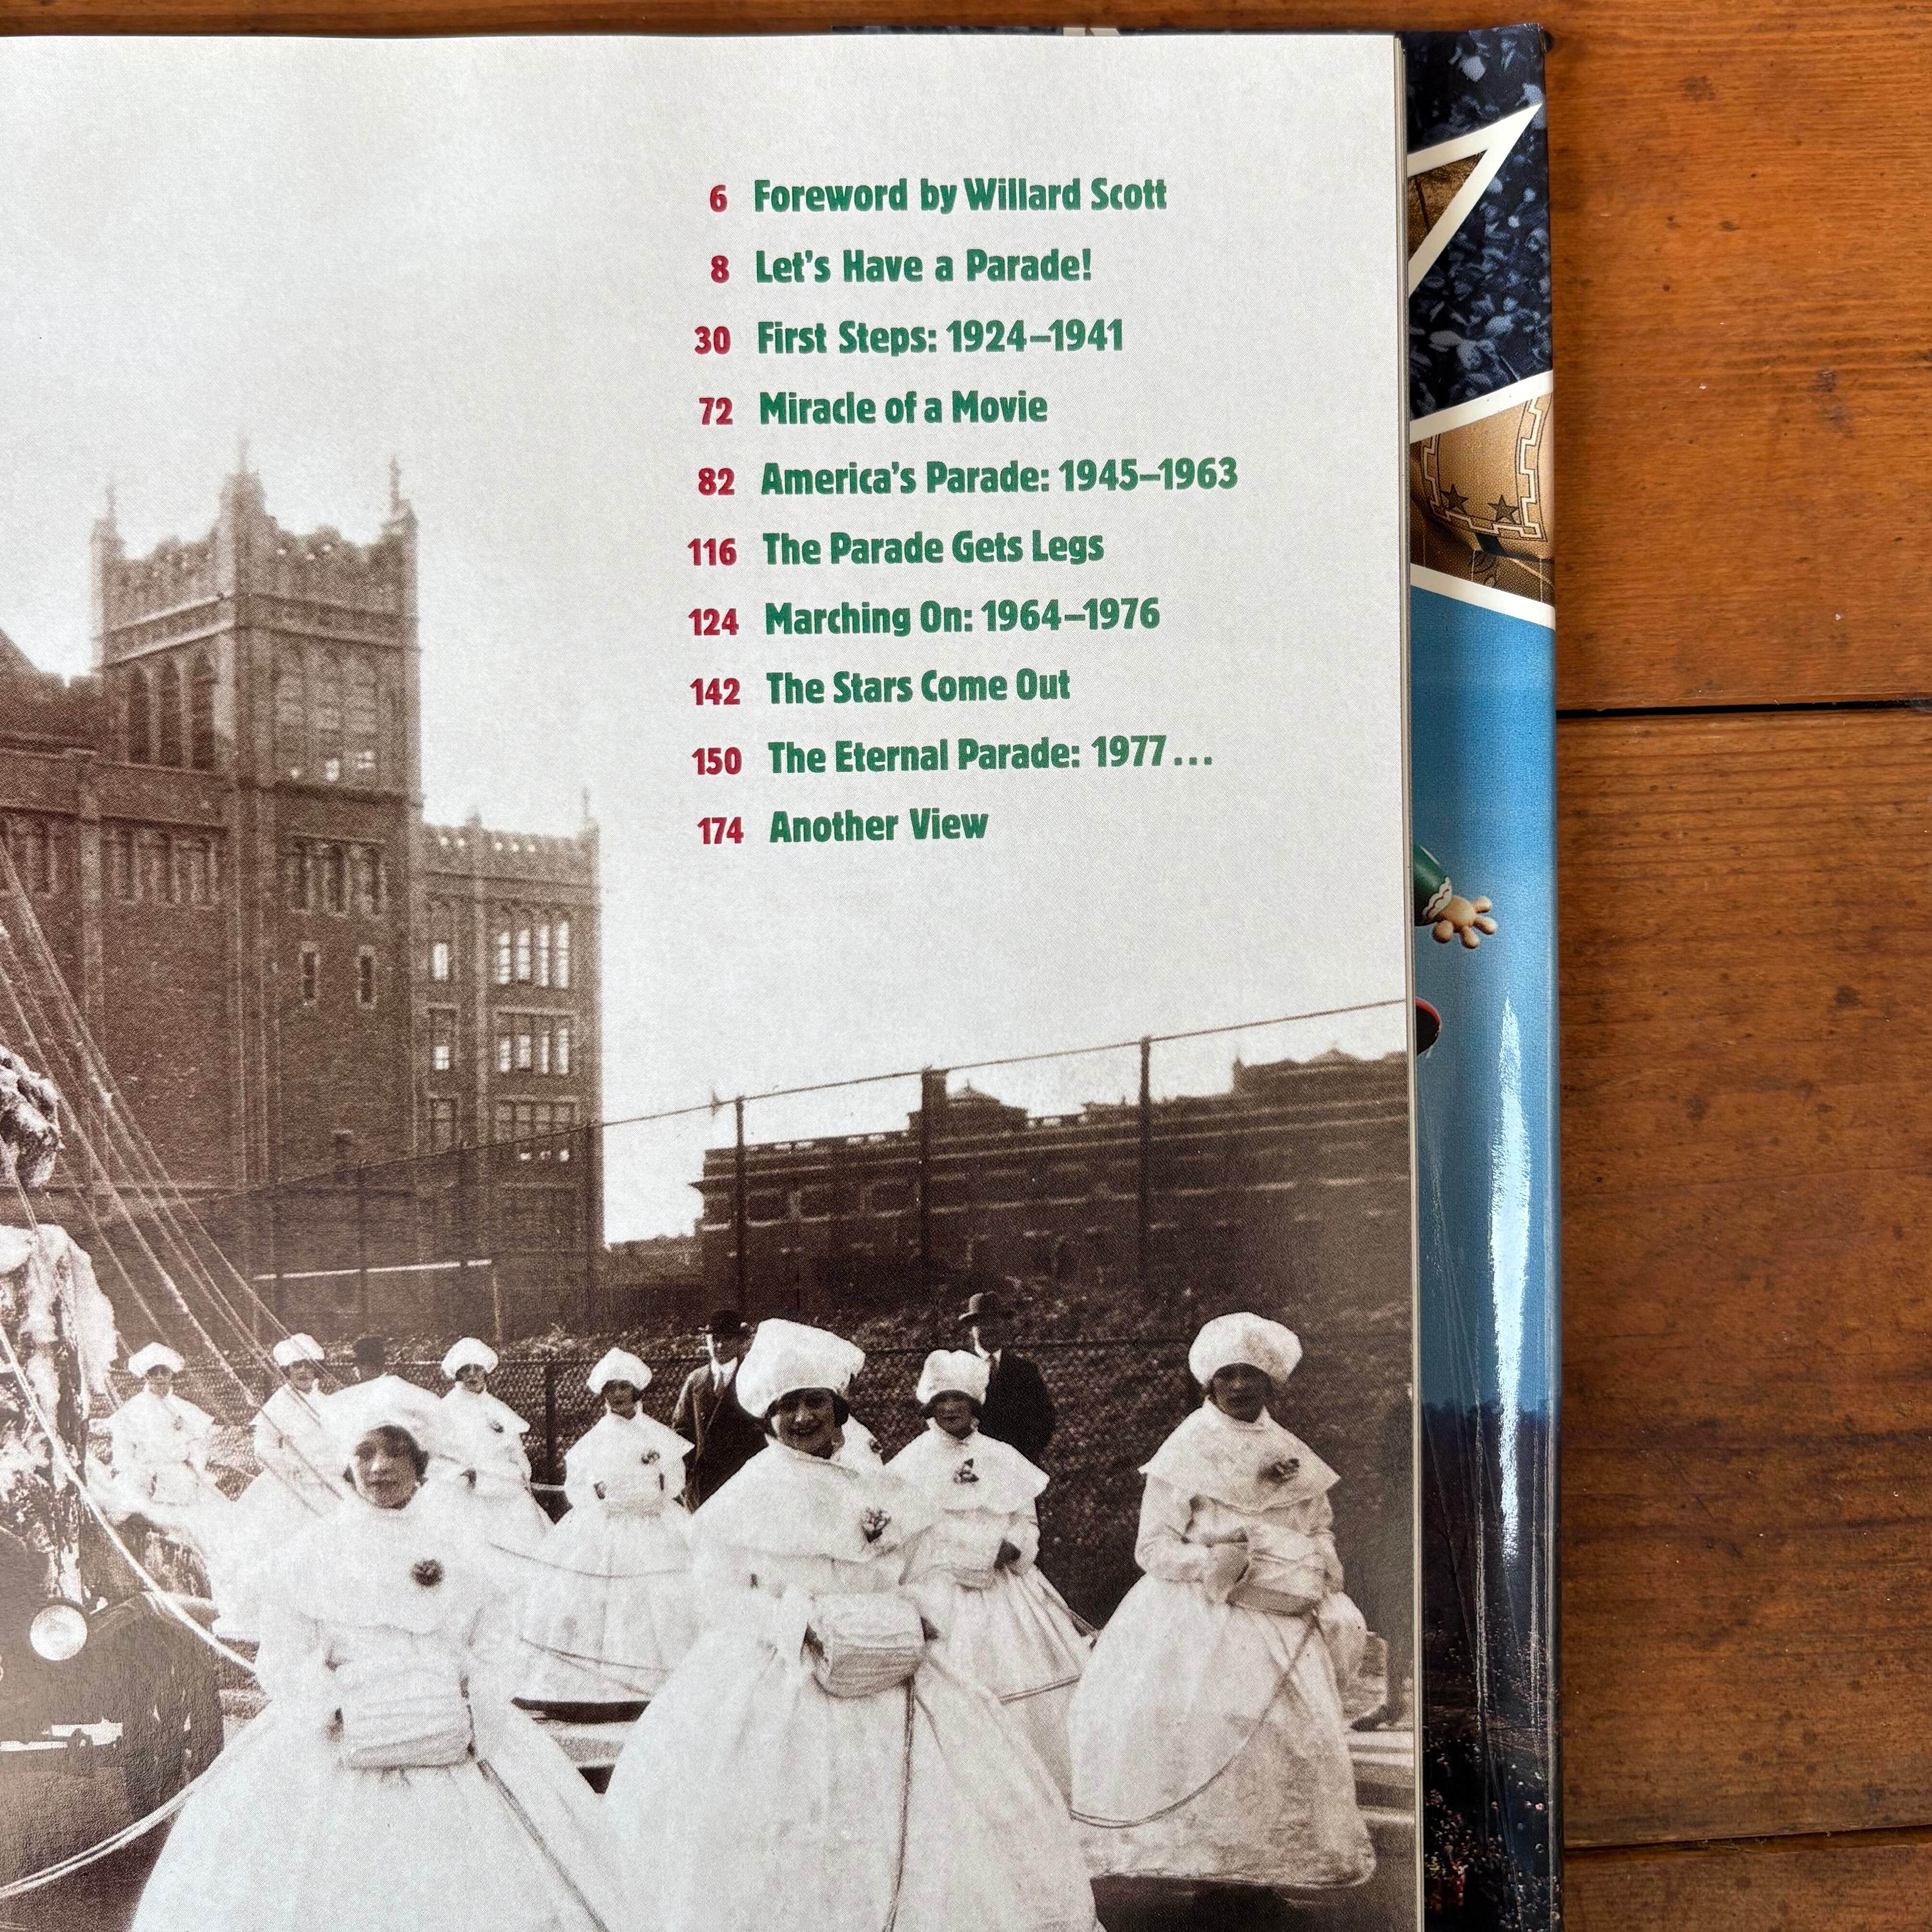 6 Foreword by Willard Scott
8 Let's Have a Parade!
30 First Steps: 1924–1941
72 Miracle of a Movie
82 America's Parade: 1945–1963
116 The Parade Gets Legs
124 Marching On: 1964–1976
142 The Stars Come Out
150 The Eternal Parade: 1977...
174 Another View